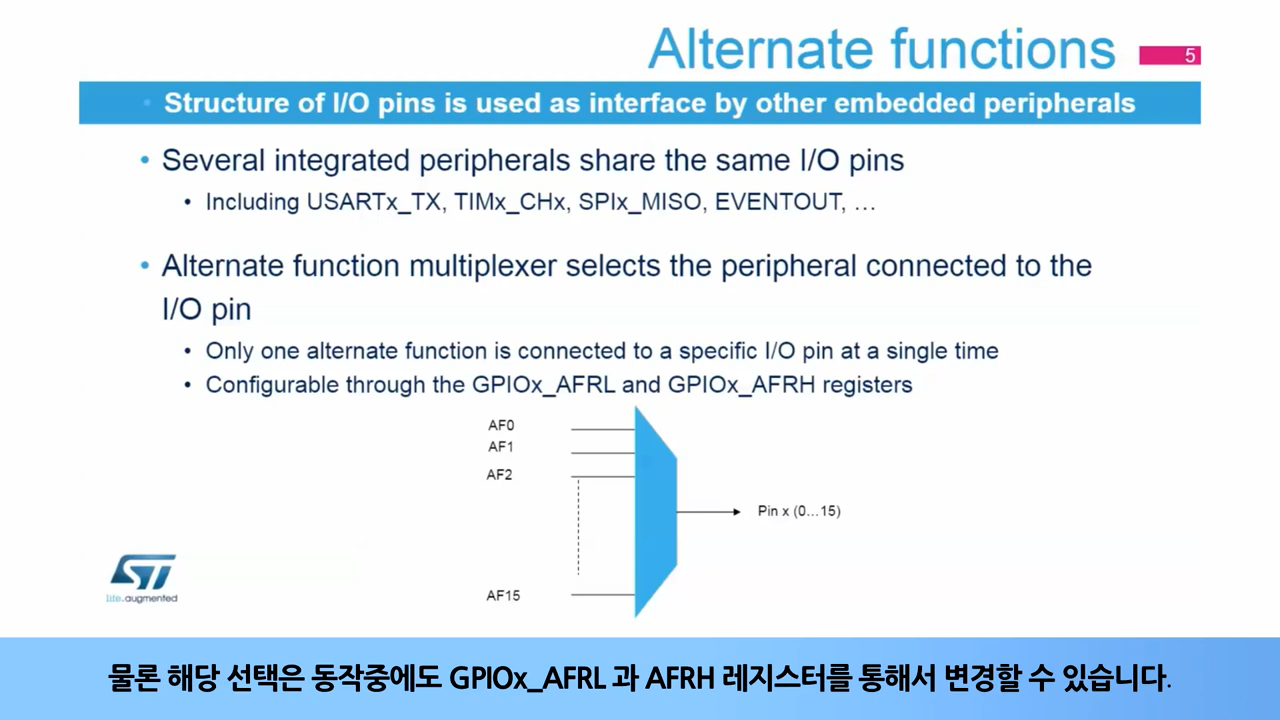 Alternate functions
5
• Structure of I/O pins is used as interface by other embedded peripherals
• Several integrated peripherals share the same I/O pins
• Including USARTx_TX, TIMx_CHx, SPIx_MISO, EVENTOUT, …
• Alternate function multiplexer selects the peripheral connected to the
I/O pin
• Only one alternate function is connected to a specific I/O pin at a single time
• Configurable through the GPIOx_AFRL and GPIOx_AFRH registers
AF0
AF1
AF2
Pin x (0...15)
AF15
ST
life.augmented
물론 해당 선택은 동작중에도 GPIOx_AFRL 과 AFRH 레지스터를 통해서 변경할 수 있습니다.